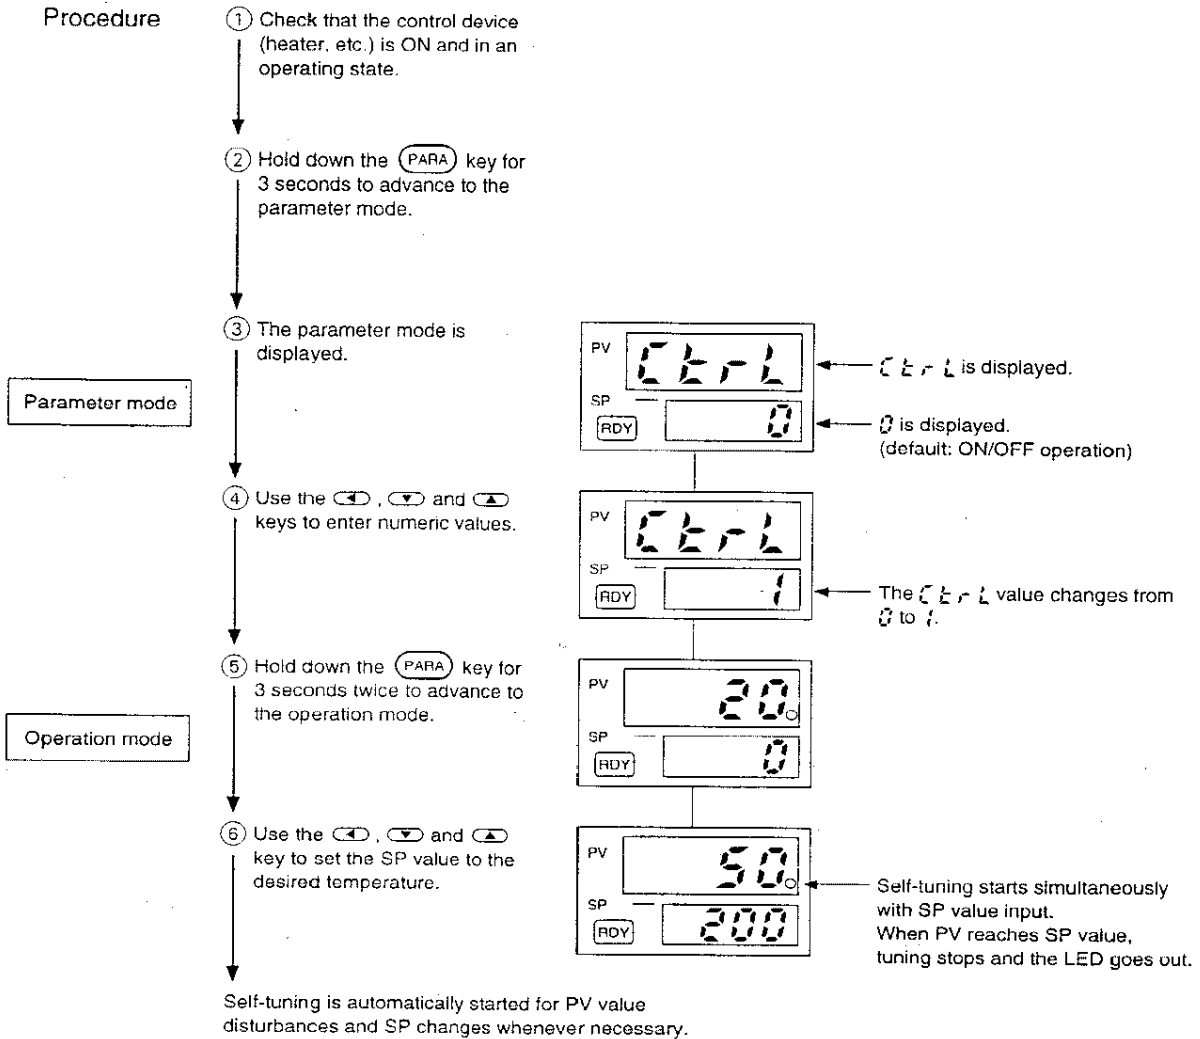 Procedure
① Check that the control device
(heater, etc.) is ON and in an
operating state.
② Hold down the PARA key for
3 seconds to advance to the
parameter mode.
③ The parameter mode is
displayed.
Parameter mode
PV CtrL
SP
RDY 0
CtrL is displayed.
0 is displayed.
(default: ON/OFF operation)
④ Use the ◀, ▼ and ▲
keys to enter numeric values.
PV CtrL
SP
RDY 1
The CtrL value changes from
0 to 1.
⑤ Hold down the PARA key for
3 seconds twice to advance to
the operation mode.
Operation mode
PV 20
SP
RDY 0
⑥ Use the ◀, ▼ and ▲
key to set the SP value to the
desired temperature.
PV 50
SP
RDY 200
Self-tuning starts simultaneously
with SP value input.
When PV reaches SP value,
tuning stops and the LED goes out.
Self-tuning is automatically started for PV value
disturbances and SP changes whenever necessary.